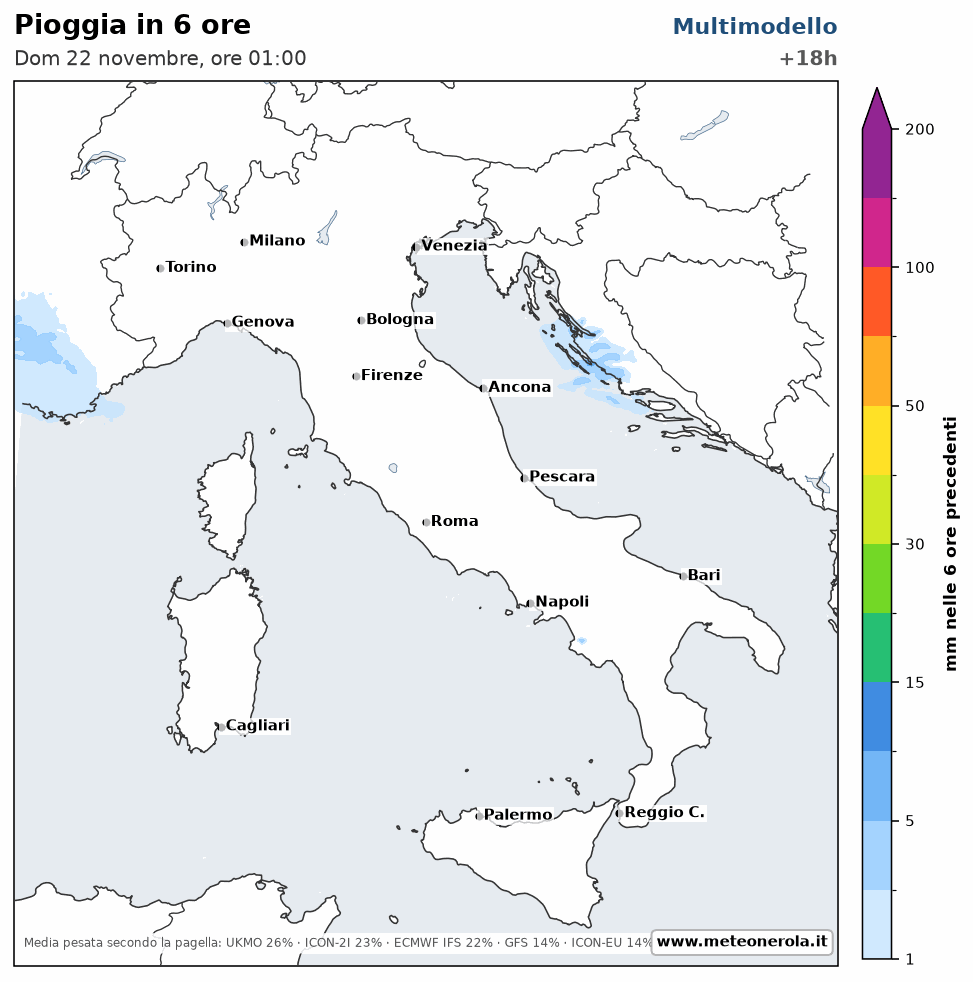 Pioggia in 6 ore
Multimodello
Dom 22 novembre, ore 01:00
+18h
Milano
Venezia
Torino
Genova
Bologna
Firenze
Ancona
Pescara
Roma
Bari
Napoli
Cagliari
Palermo
Reggio C.
200
100
50
30
15
5
1
mm nelle 6 ore precedenti
Media pesata secondo la pagella: UKMO 26% · ICON-2I 23% · ECMWF IFS 22% · GFS 14% · ICON-EU 14%
www.meteonerola.it